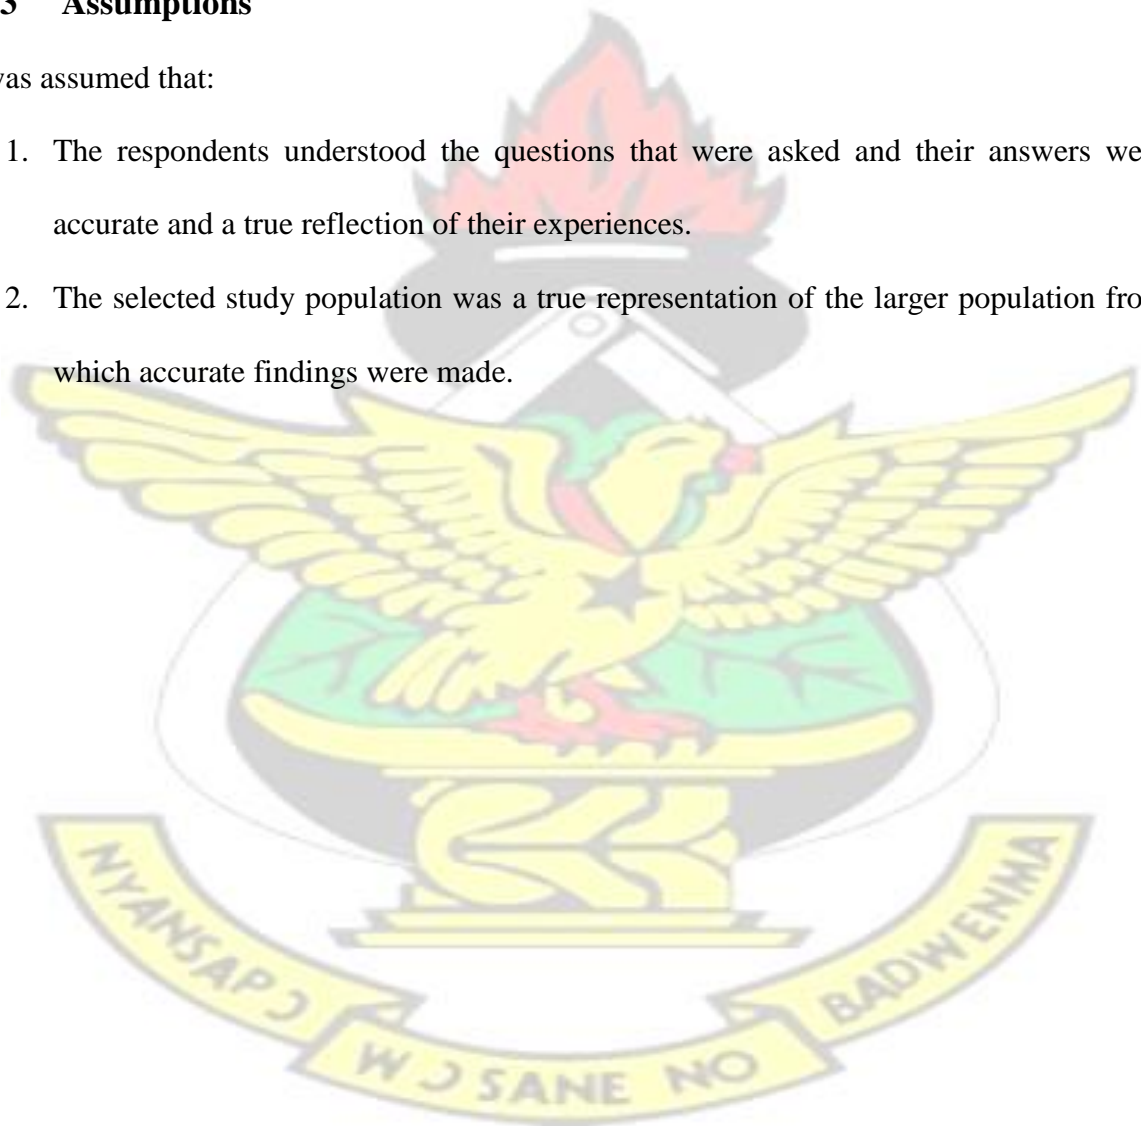 3 Assumptions
was assumed that:
1. The respondents understood the questions that were asked and their answers we
accurate and a true reflection of their experiences.
2. The selected study population was a true representation of the larger population fro
which accurate findings were made.
NYANSAPƆ
WƆ SANE NO
BADWENMA